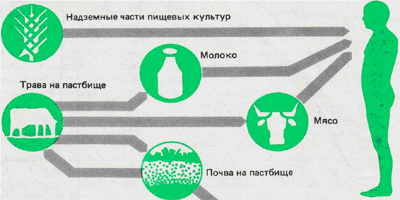 Надземные части пищевых культур
Молоко
Трава на пастбище
Мясо
Почва на пастбище